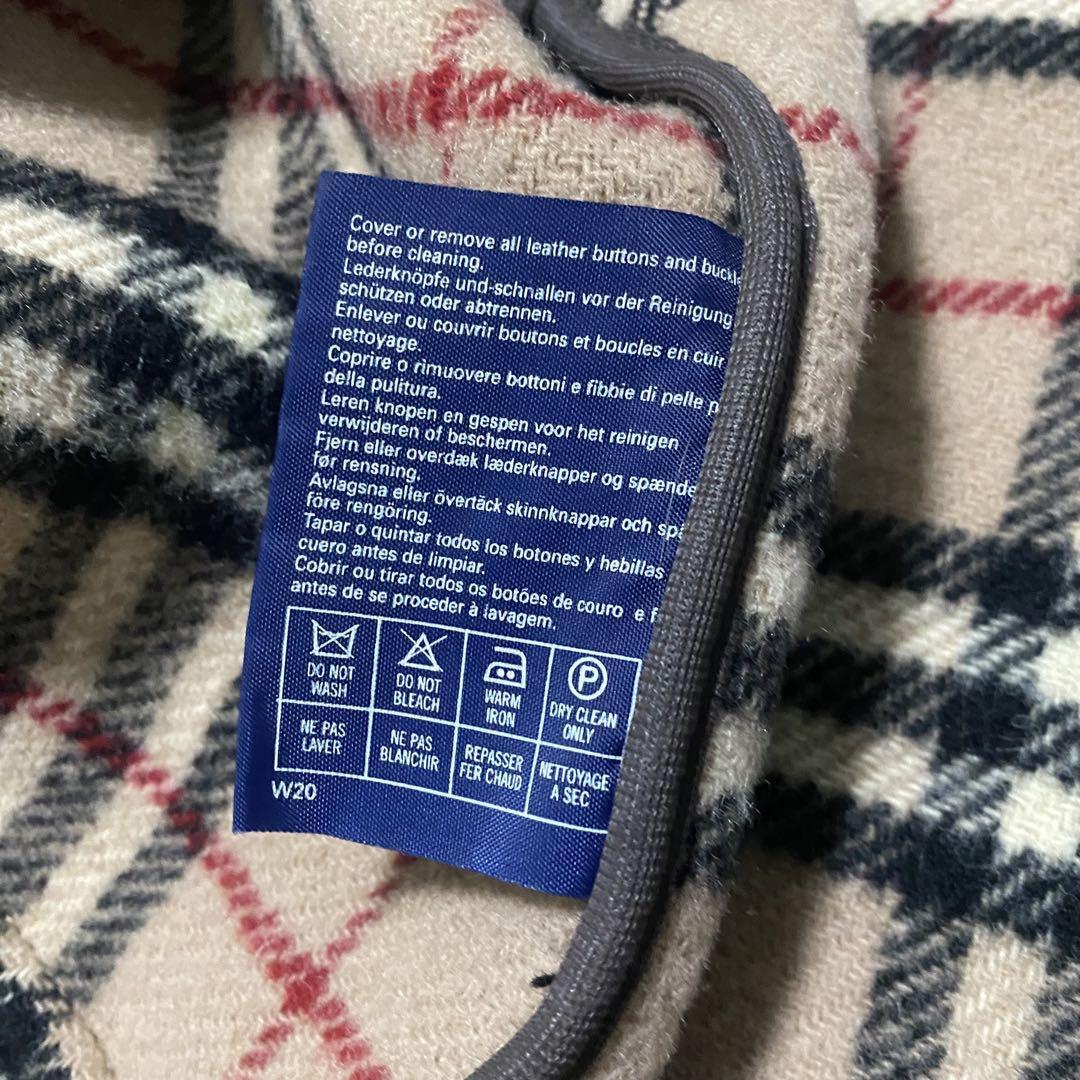 Cover or remove all leather buttons and
before cleaning.
Lederknöpfe und-schnallen vor der Reinigung
schützen oder abtrennen.
Enlever ou couvrir boutons et boucles en cuir
nettoyage.
Coprire o rimuovere bottoni e fibbie di pelle
della pulitura.
Leren knopen en gespen voor het reinigen
verwijderen of beschermen.
Fjern eller overdæk læderknapper og
før rensning.
Avlagsna eller övertäck skinnknappar och
före rengöring.
Tapar o quintar todos los botones y hebillas
cuero antes de limpiar.
Cobrir ou tirar todos os botões de couro e
antes de se proceder à lavagem.
P
DO NOT WASH
DO NOT BLEACH
WARM IRON
DRY CLEAN ONLY
NE PAS LAVER
NE PAS BLANCHIR
REPASSER FER CHAUD
NETTOYAGE A SEC
W20